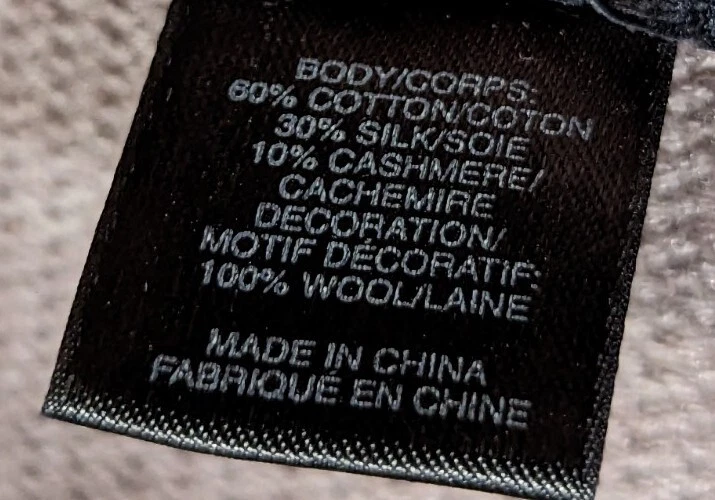 BODY/CORPS:
60% COTTON/COTON
30% SILK/SOIE
10% CASHMERE/
CACHEMIRE
DECORATION/
MOTIF DÉCORATIF:
100% WOOL/LAINE
MADE IN CHINA
FABRIQUÉ EN CHINE